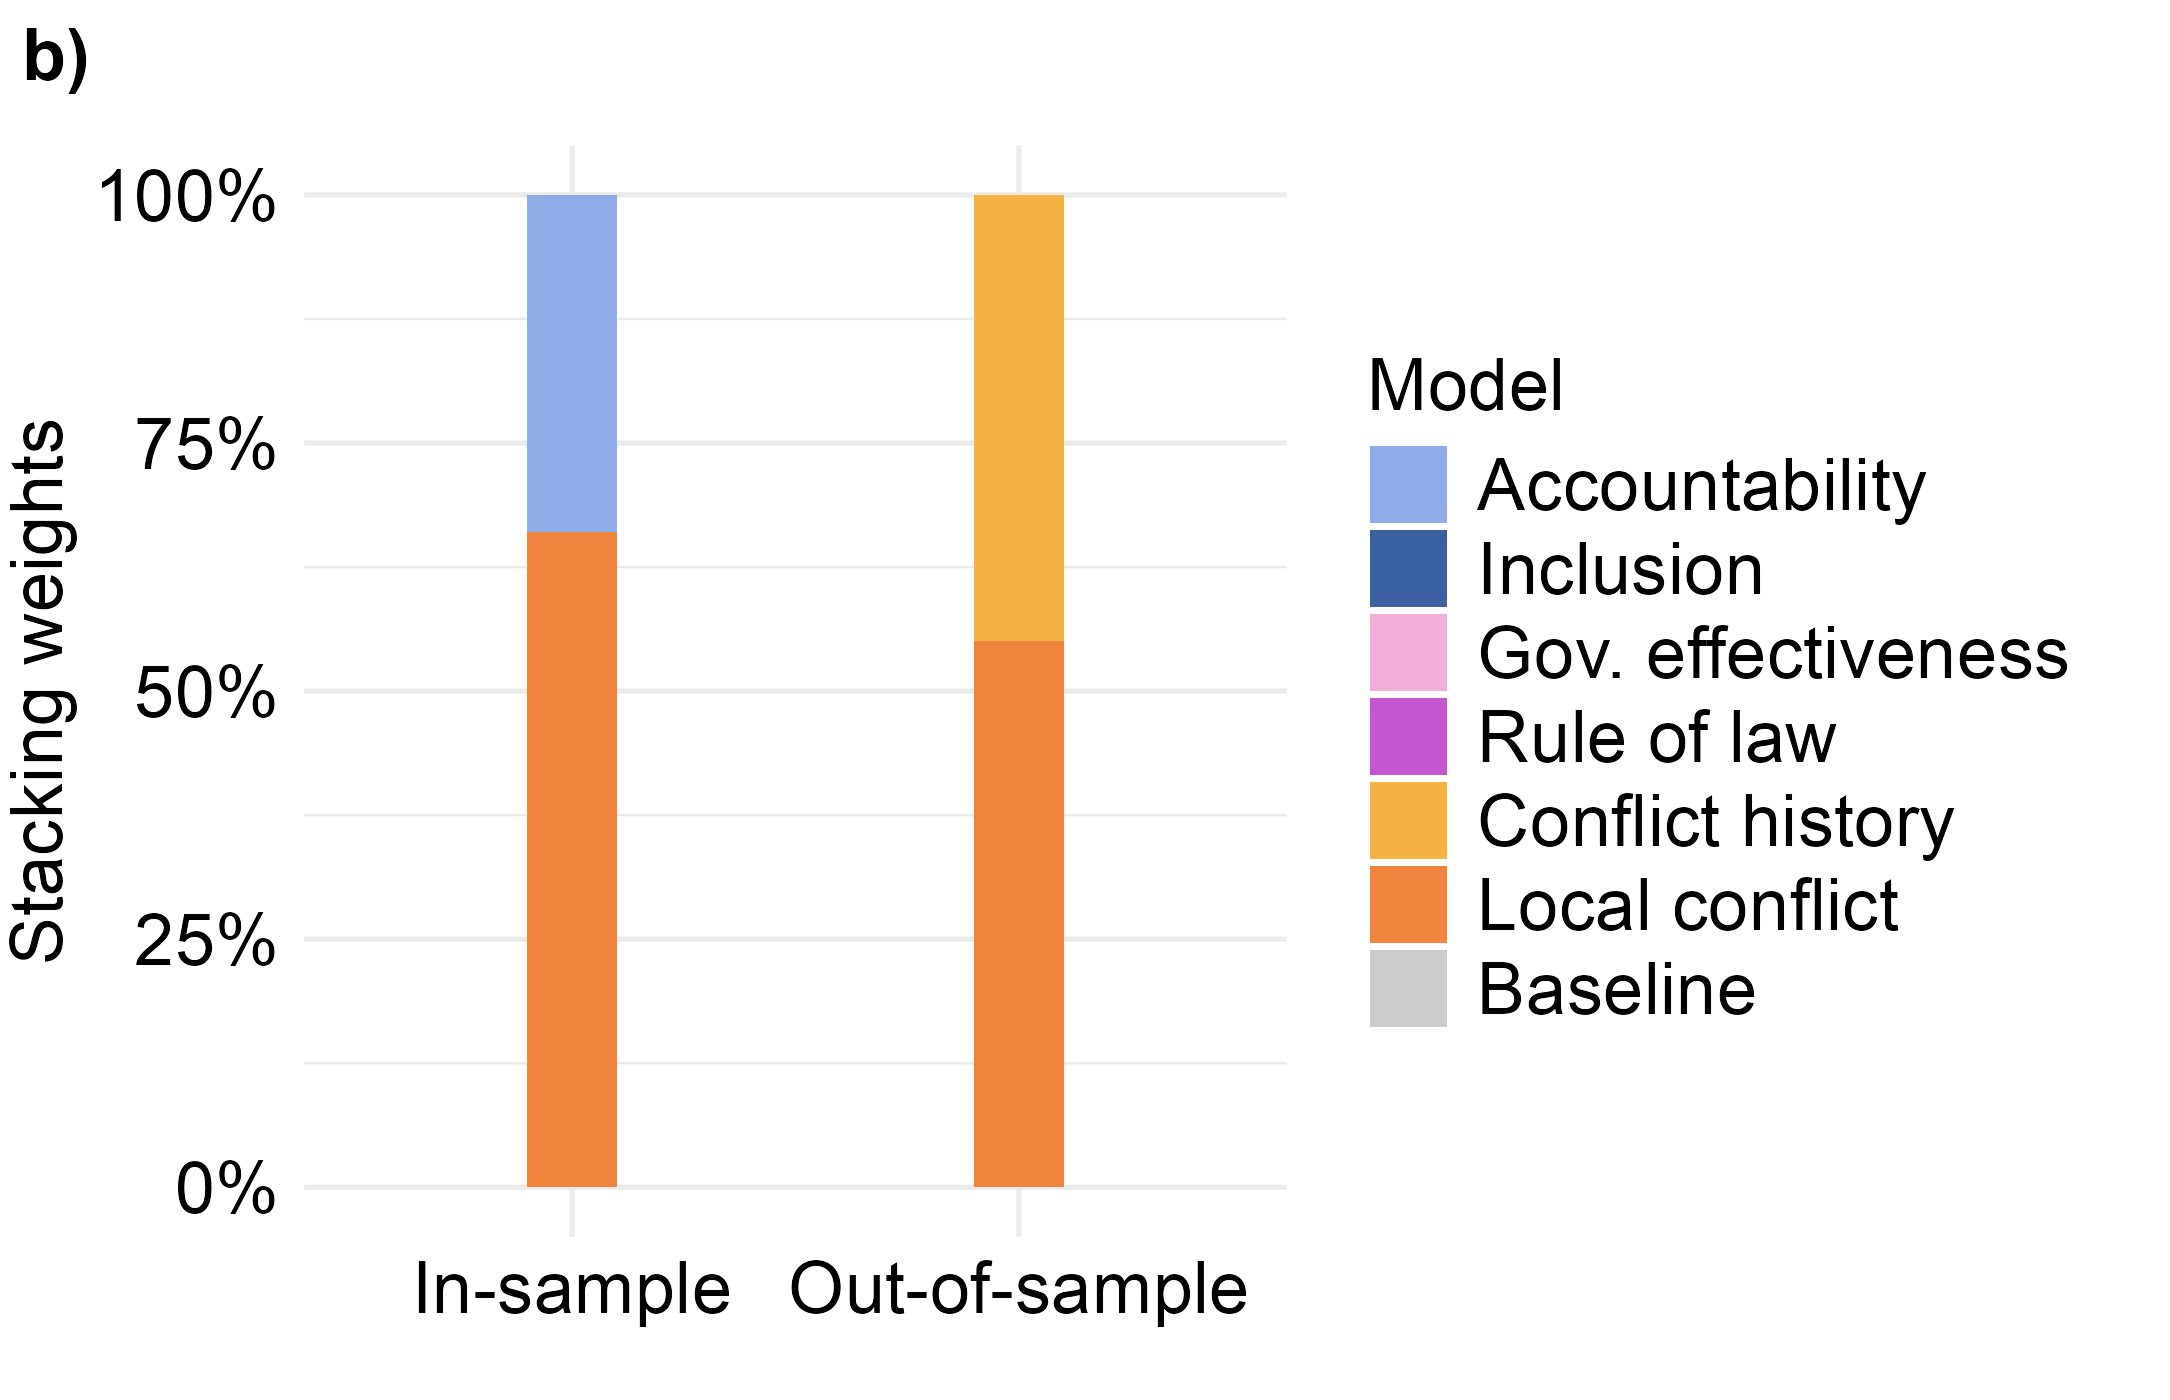 b)
Stacking weights
100%
75%
50%
25%
0%
In-sample
Out-of-sample
Model
Accountability
Inclusion
Gov. effectiveness
Rule of law
Conflict history
Local conflict
Baseline